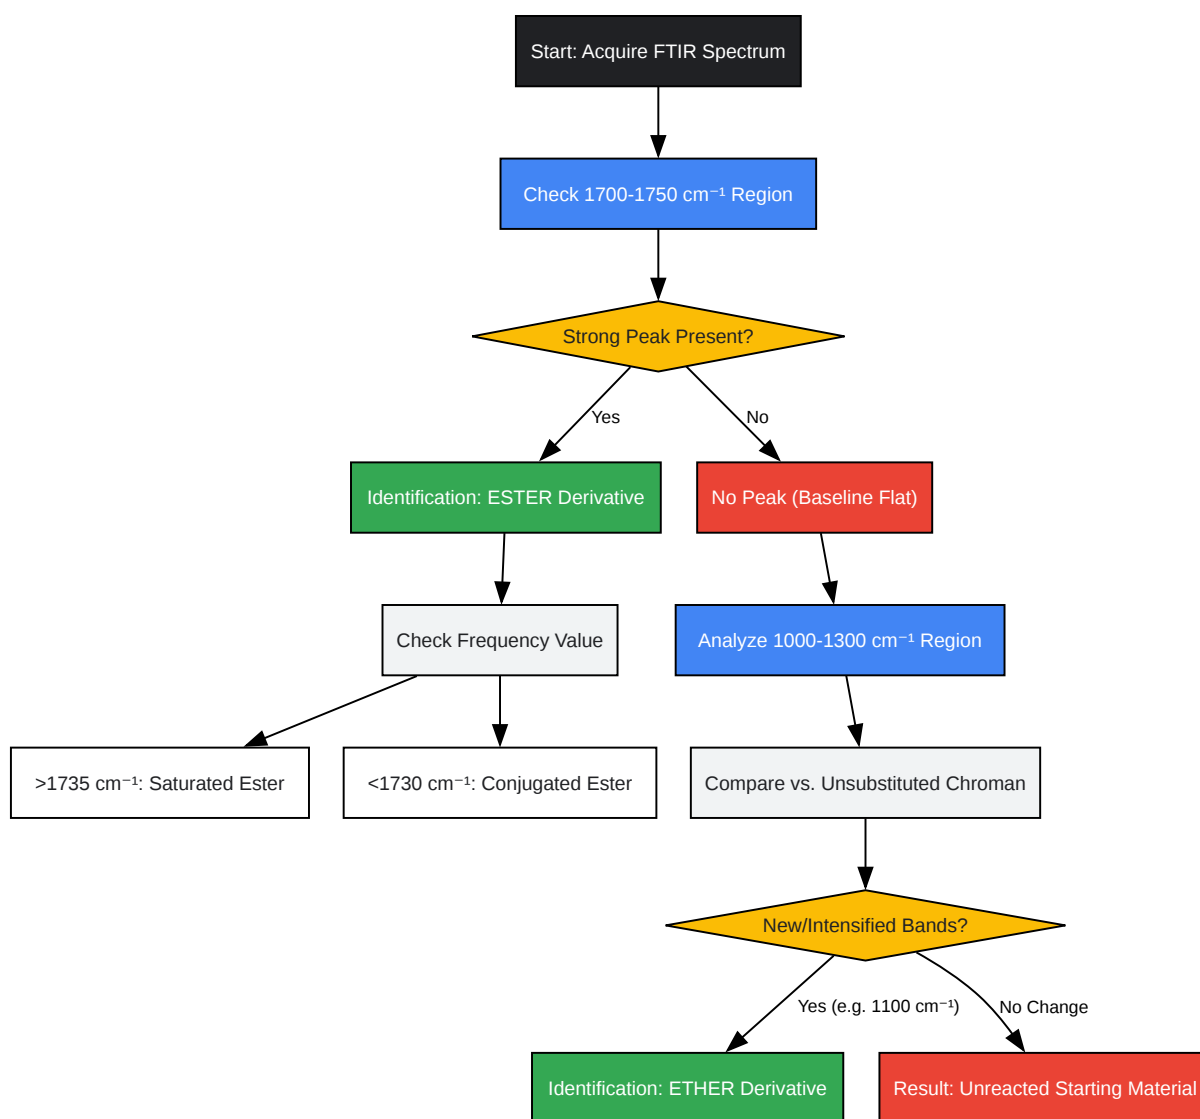 Start: Acquire FTIR Spectrum
Check 1700-1750 cm⁻¹ Region
Strong Peak Present?
Yes
No
Identification: ESTER Derivative
No Peak (Baseline Flat)
Check Frequency Value
Analyze 1000-1300 cm⁻¹ Region
>1735 cm⁻¹: Saturated Ester
<1730 cm⁻¹: Conjugated Ester
Compare vs. Unsubstituted Chroman
New/Intensified Bands?
Yes (e.g. 1100 cm⁻¹)
No Change
Identification: ETHER Derivative
Result: Unreacted Starting Material